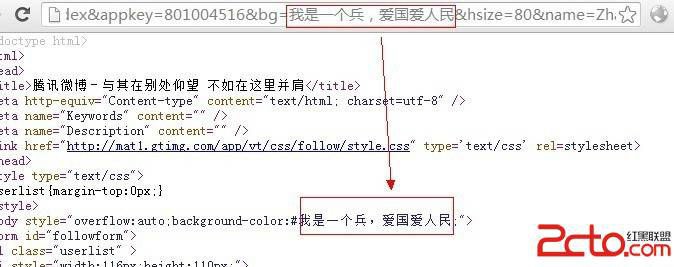 dex&appkey=801004516&bg=我是一个兵，爱国爱人民&hsize=80&name=Zha
doctype html>
tml>
ead>
itle>腾讯微博-与其在别处仰望 不如在这里并肩</title>
eta http-equiv="Content-type" content="text/html; charset=utf-8" />
eta name="Keywords" content="" />
eta name="Description" content="" />
ink href="http://mat1.gtimg.com/app/vt/css/follow/style.css" type='text/css' rel=stylesheet>
head>
tyle type="text/css">
serlist{margin-top:0px;}
style>
ody style="overflow:auto;background-color:#我是一个兵，爱国爱人民;">
orm id="followform">
l class="userlist" >
i style="width:116px;height:110px;">
2cto.com
红黑联盟